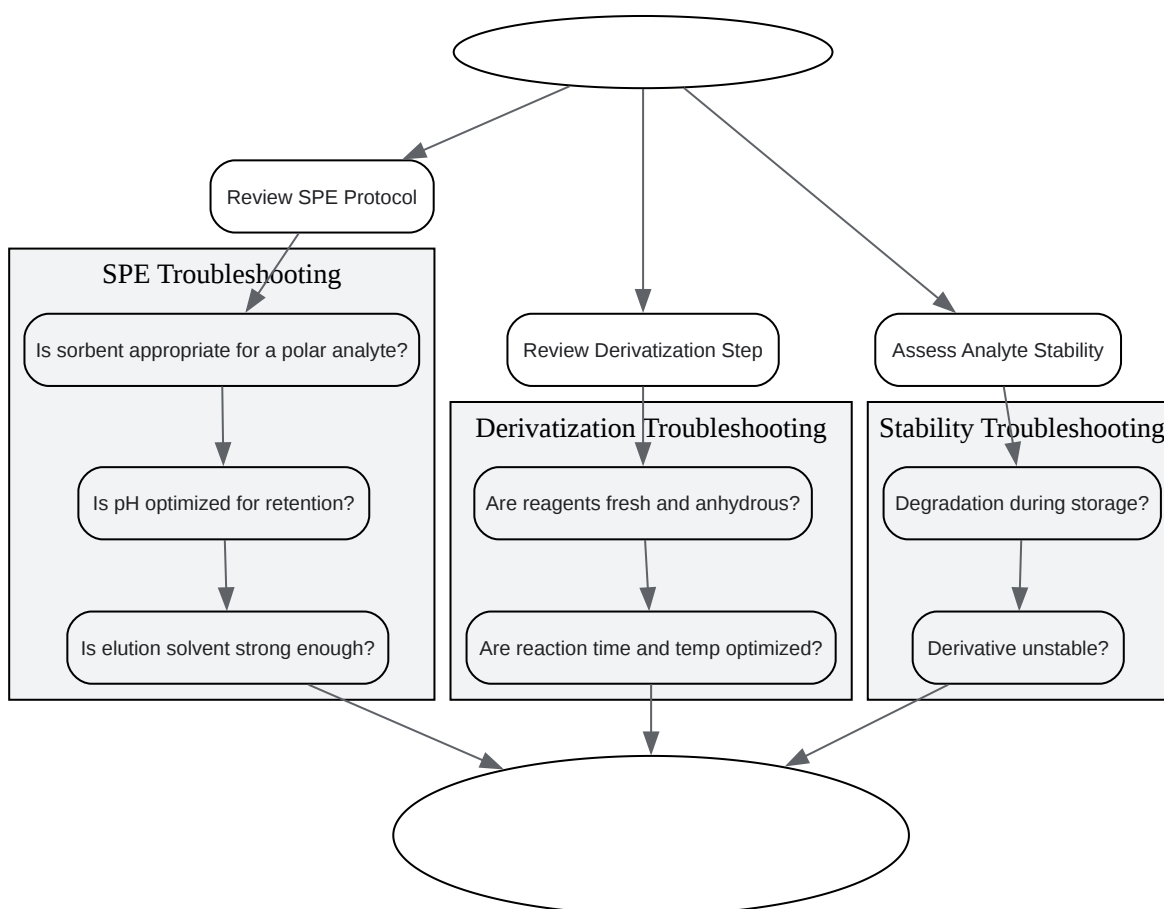 Review SPE Protocol
SPE Troubleshooting
Is sorbent appropriate for a polar analyte?
Is pH optimized for retention?
Is elution solvent strong enough?
Review Derivatization Step
Derivatization Troubleshooting
Are reagents fresh and anhydrous?
Are reaction time and temp optimized?
Assess Analyte Stability
Stability Troubleshooting
Degradation during storage?
Derivative unstable?